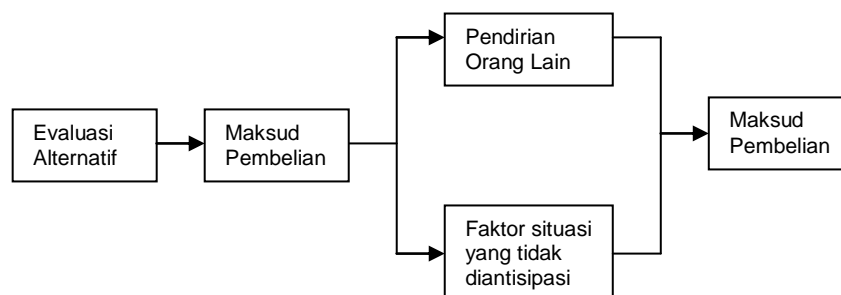 Evaluasi
Alternatif
Maksud
Pembelian
Pendirian
Orang Lain
Faktor situasi
yang tidak
diantisipasi
Maksud
Pembelian